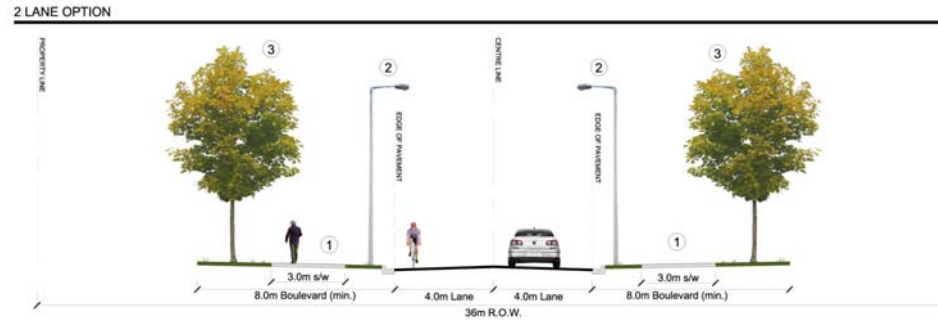 2 LANE OPTION
PROPERTY LINE
3
2
EDGE OF PAVEMENT
CENTRE LINE
2
EDGE OF PAVEMENT
3
1
1
3.0m s/w
3.0m s/w
8.0m Boulevard (min.)
4.0m Lane
4.0m Lane
8.0m Boulevard (min.)
36m R.O.W.